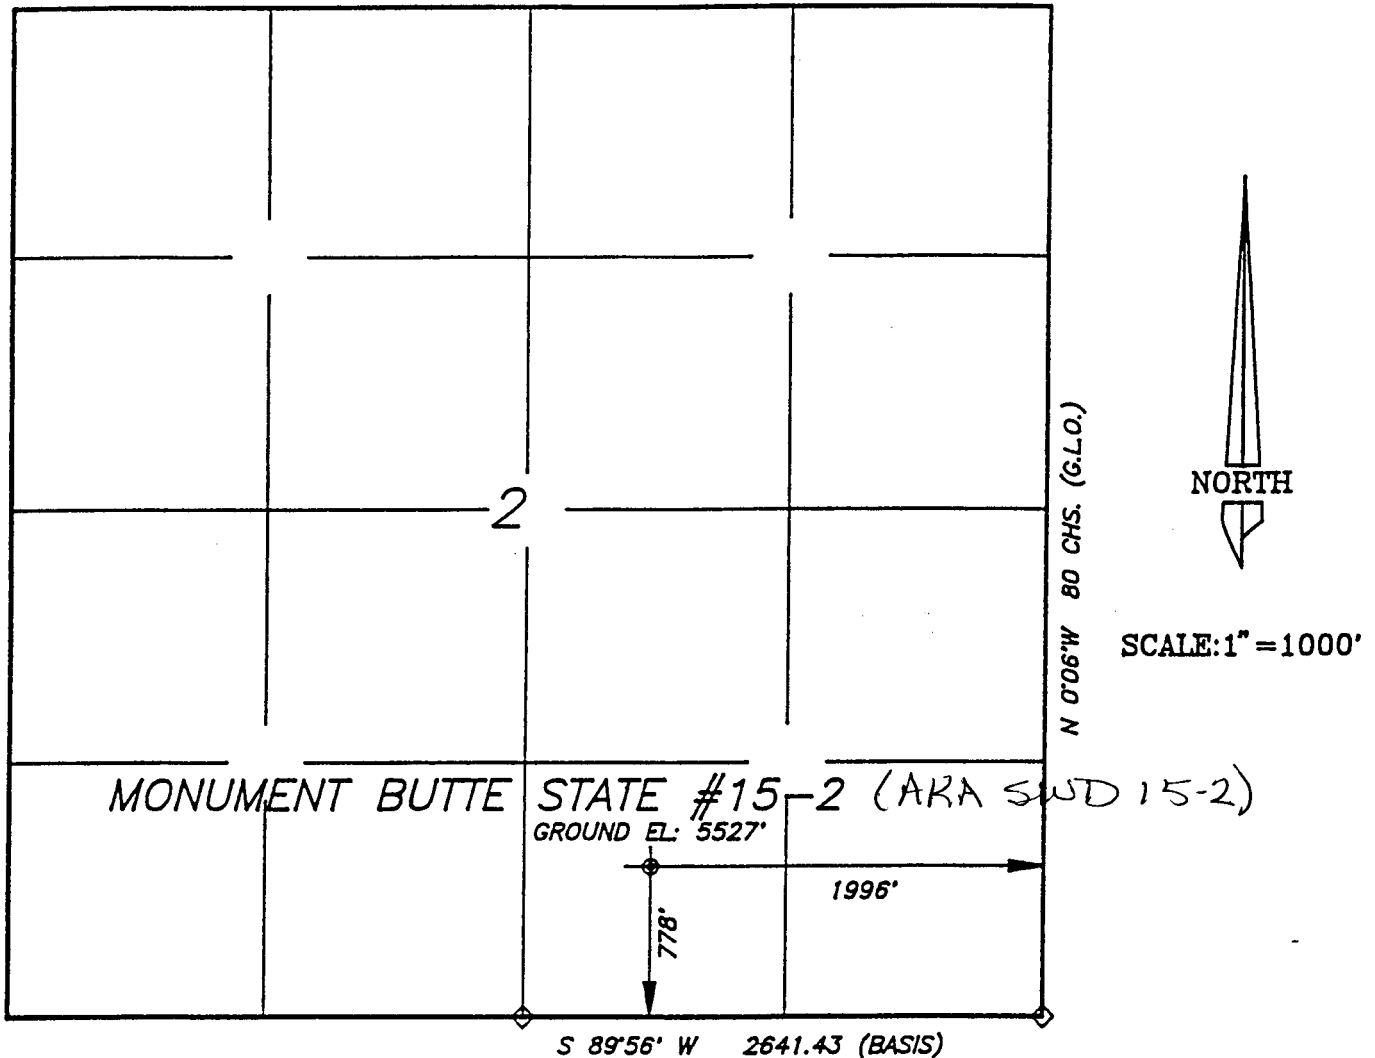 N 0°06'W 80 CHS. (G.L.O.)
NORTH
2
SCALE:1"=1000'
MONUMENT BUTTE STATE #15-2 (AKA SWD 15-2)
GROUND EL: 5527'
1996'
778'
S 89°56' W 2641.43 (BASIS)